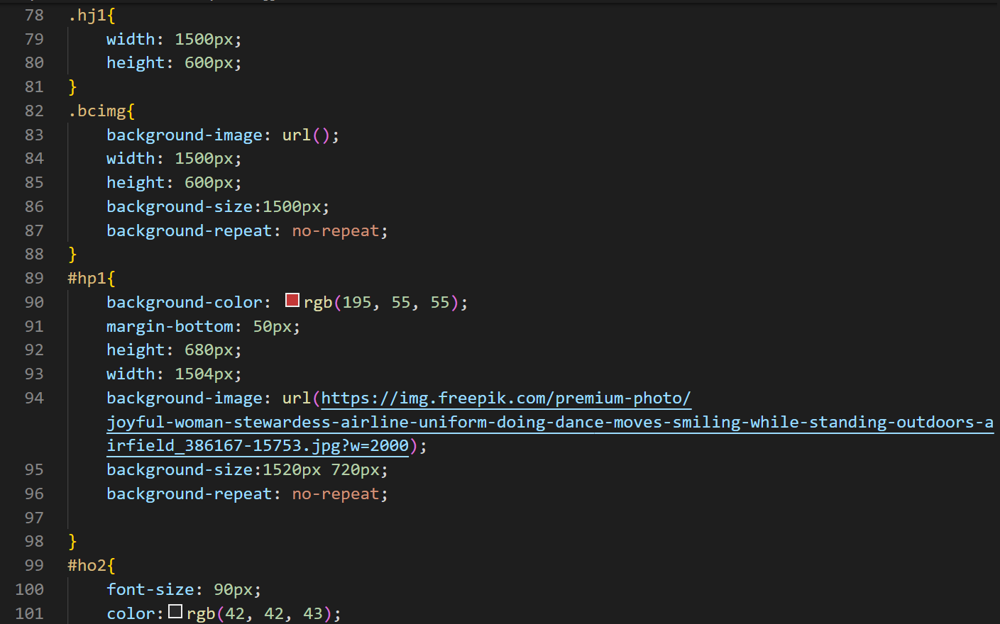 78 .hj1{
79 width: 1500px;
80 height: 600px;
81 }
82 .bcimg{
83 background-image: url();
84 width: 1500px;
85 height: 600px;
86 background-size:1500px;
87 background-repeat: no-repeat;
88 }
89 #hp1{
90 background-color: rgb(195, 55, 55);
91 margin-bottom: 50px;
92 height: 680px;
93 width: 1504px;
94 background-image: url(https://img.freepik.com/premium-photo/
joyful-woman-stewardess-airline-uniform-doing-dance-moves-smiling-while-standing-outdoors-a
irfield_386167-15753.jpg?w=2000);
95 background-size:1520px 720px;
96 background-repeat: no-repeat;
97
98 }
99 #ho2{
100 font-size: 90px;
101 color: rgb(42, 42, 43);